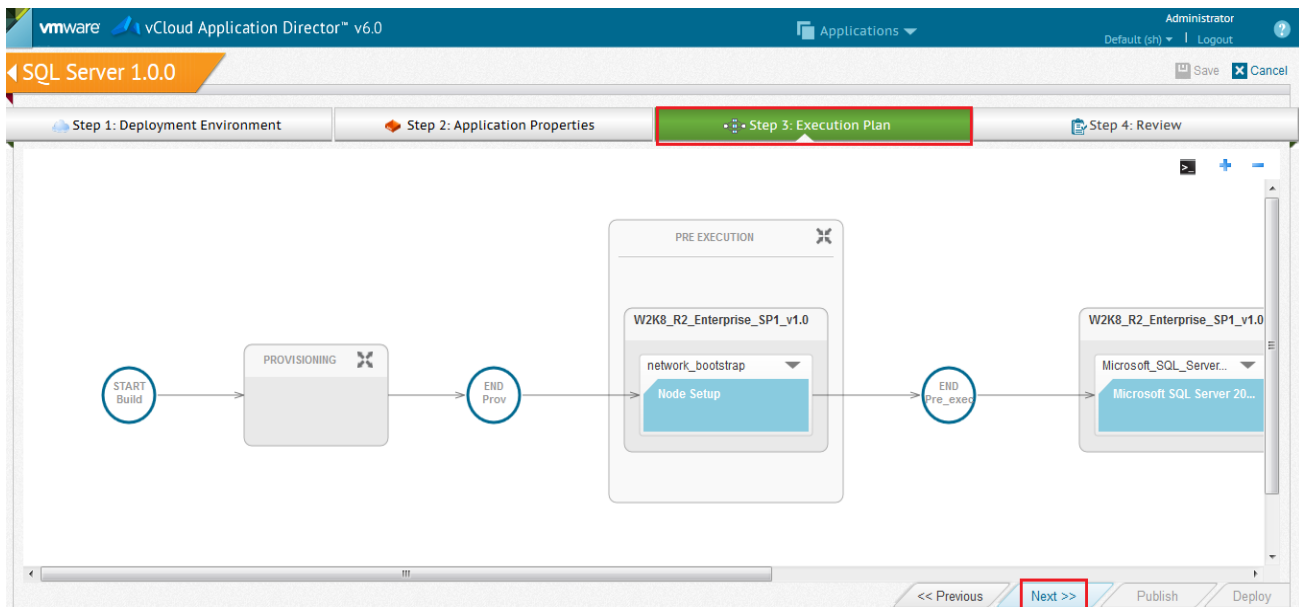 vmware vCloud Application Director™ v6.0
Applications
Administrator
Default (sh) | Logout
?
SQL Server 1.0.0
Save Cancel
Step 1: Deployment Environment
Step 2: Application Properties
Step 3: Execution Plan
Step 4: Review
START
Build
PROVISIONING
END
Prov
PRE EXECUTION
W2K8_R2_Enterprise_SP1_v1.0
network_bootstrap
Node Setup
END
Pre_exec
W2K8_R2_Enterprise_SP1_v1.0
Microsoft_SQL_Server...
Microsoft SQL Server 20...
<< Previous
Next >>
Publish
Deploy